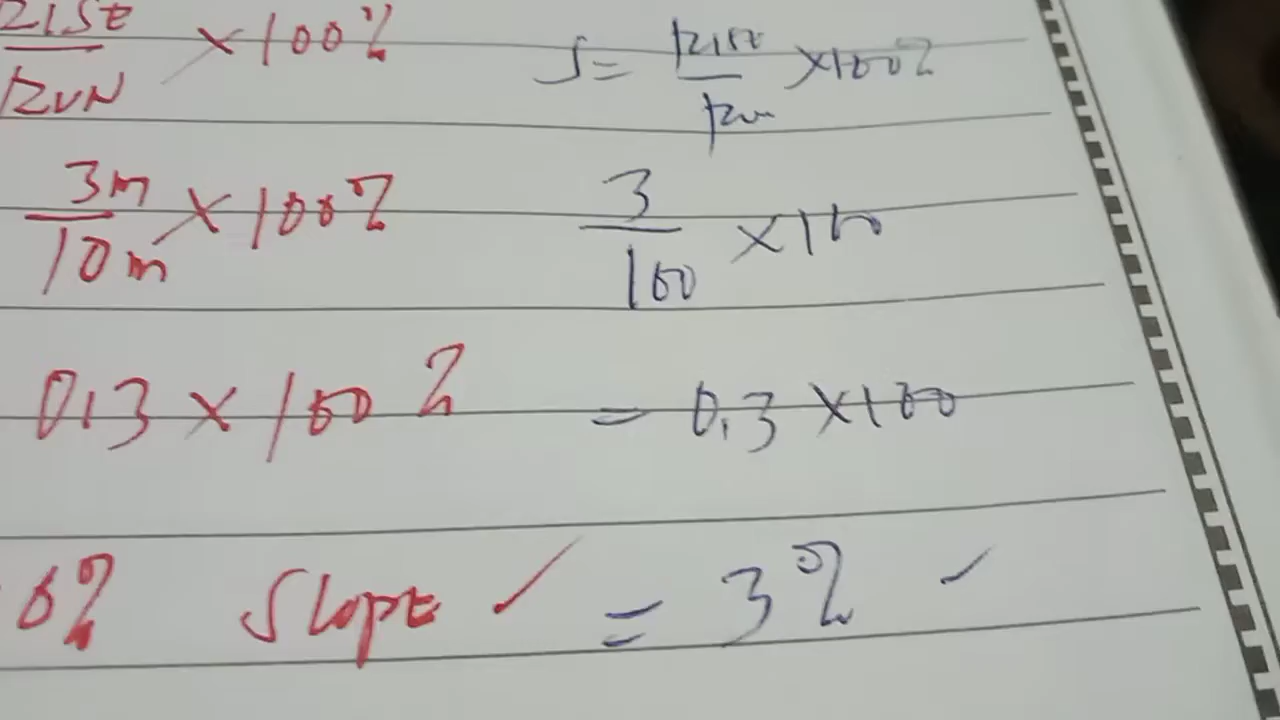 RISE
RUN × 100%
S = RISE
Run × 100%
3m
10m × 100%
3
100 × 100
0.3 × 100%
= 0.3 × 100
0% Slope ✓
= 3% ✓